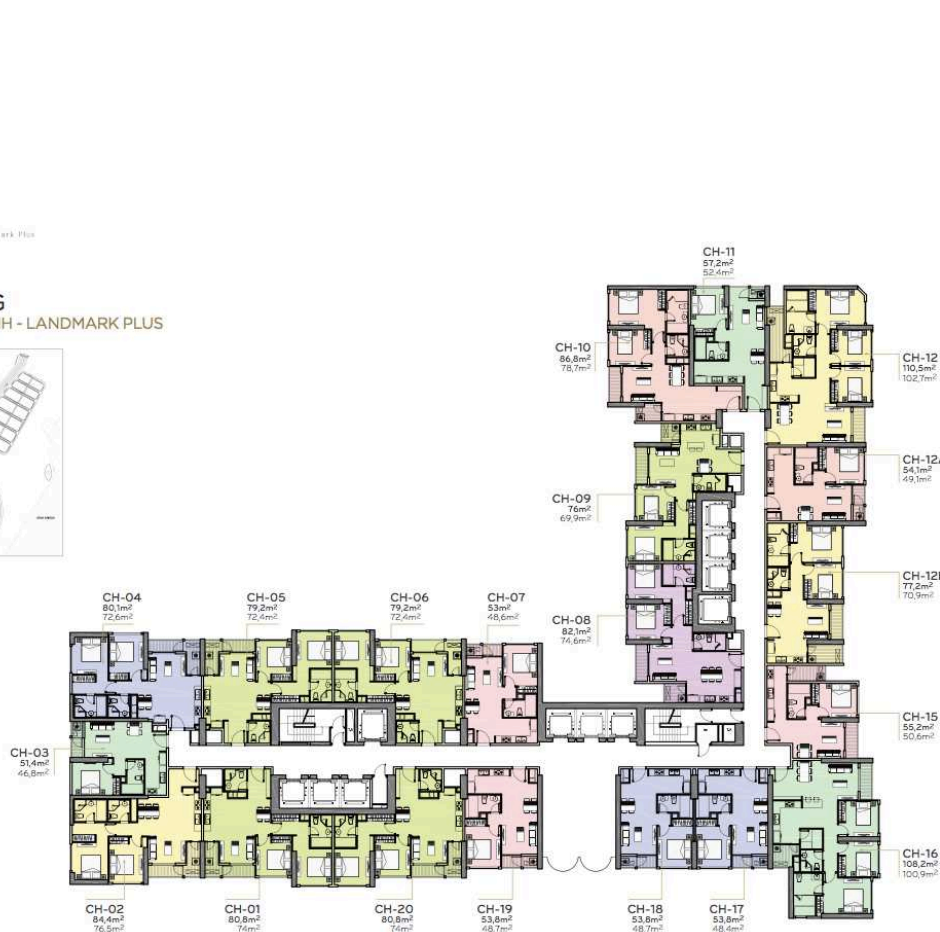 ark Plus
G
NH - LANDMARK PLUS
CH-11
57,2m²
52,4m²
CH-10
86,8m²
78,7m²
CH-12
110,5m²
102,7m²
CH-12A
54,1m²
49,1m²
CH-09
76m²
69,9m²
CH-12B
77,2m²
70,9m²
CH-04
80,1m²
72,6m²
CH-05
79,2m²
72,4m²
CH-06
79,2m²
72,4m²
CH-07
53m²
48,6m²
CH-08
82,1m²
74,6m²
CH-03
51,4m²
46,8m²
CH-15
55,2m²
50,6m²
CH-16
108,2m²
100,9m²
CH-02
84,4m²
76,5m²
CH-01
80,8m²
74m²
CH-20
80,8m²
74m²
CH-19
53,8m²
48,7m²
CH-18
53,8m²
48,7m²
CH-17
53,8m²
48,4m²